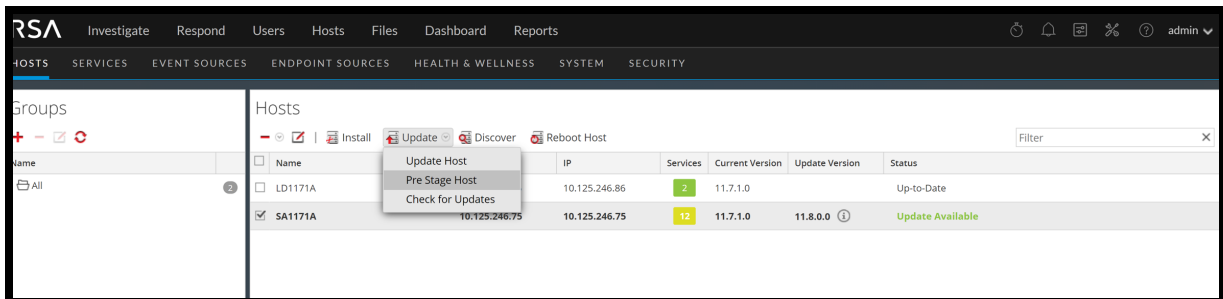 RSA Investigate Respond Users Hosts Files Dashboard Reports admin
HOSTS SERVICES EVENT SOURCES ENDPOINT SOURCES HEALTH & WELLNESS SYSTEM SECURITY
Groups
Name
All 2
Hosts
Install Update Discover Reboot Host Filter
Name IP Services Current Version Update Version Status
Update Host
Pre Stage Host
Check for Updates
LD1171A 10.125.246.86 2 11.7.1.0 Up-to-Date
SA1171A 10.125.246.75 10.125.246.75 12 11.7.1.0 11.8.0.0 Update Available